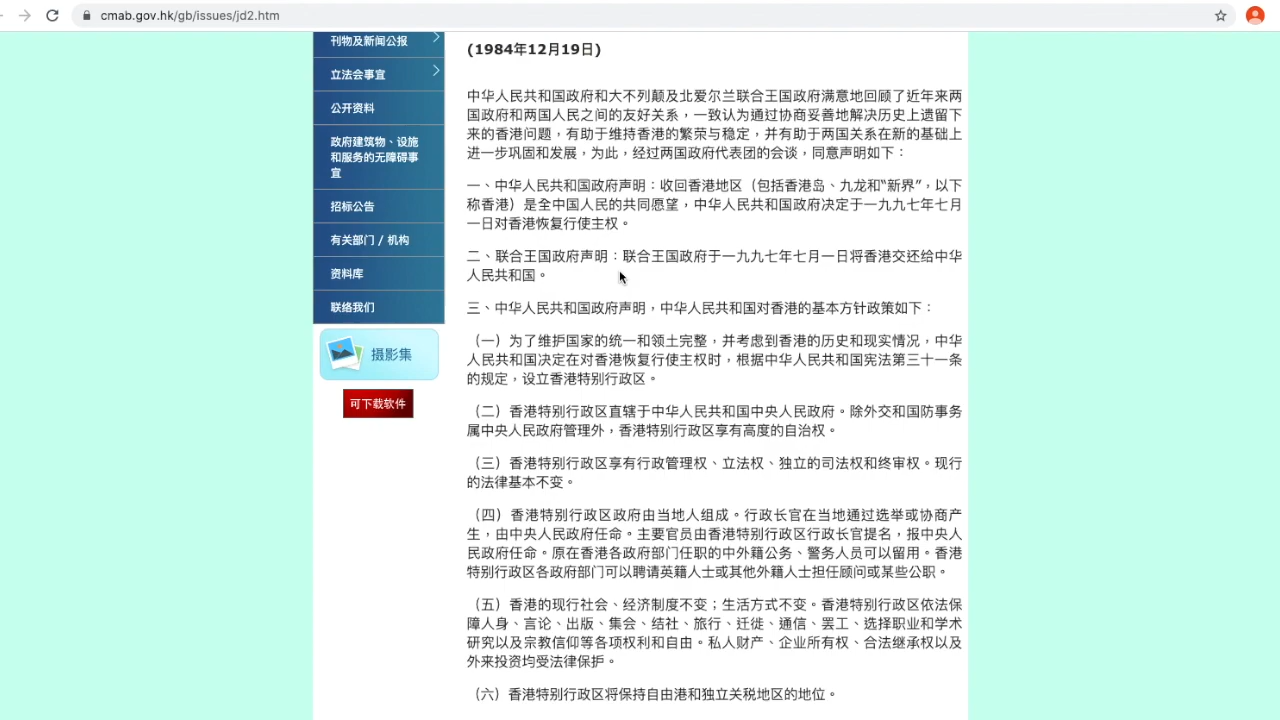 cmab.gov.hk/gb/issues/jd2.htm
刊物及新闻公报
立法会事宜
公开资料
政府建筑物、设施
和服务的无障碍事
宜
招标公告
有关部门 / 机构
资料库
联络我们
摄影集
可下载软件
(1984年12月19日)
中华人民共和国政府和大不列颠及北爱尔兰联合王国政府满意地回顾了近年来两
国政府和两国人民之间的友好关系，一致认为通过协商妥善地解决历史上遗留下
来的香港问题，有助于维持香港的繁荣与稳定，并有助于两国关系在新的基础上
进一步巩固和发展，为此，经过两国政府代表团的会谈，同意声明如下：
一、中华人民共和国政府声明：收回香港地区（包括香港岛、九龙和“新界”，以下
称香港）是全中国人民的共同愿望，中华人民共和国政府决定于一九九七年七月
一日对香港恢复行使主权。
二、联合王国政府声明：联合王国政府于一九九七年七月一日将香港交还给中华
人民共和国。
三、中华人民共和国政府声明，中华人民共和国对香港的基本方针政策如下：
（一）为了维护国家的统一和领土完整，并考虑到香港的历史和现实情况，中华
人民共和国决定在对香港恢复行使主权时，根据中华人民共和国宪法第三十一条
的规定，设立香港特别行政区。
（二）香港特别行政区直辖于中华人民共和国中央人民政府。除外交和国防事务
属中央人民政府管理外，香港特别行政区享有高度的自治权。
（三）香港特别行政区享有行政管理权、立法权、独立的司法权和终审权。现行
的法律基本不变。
（四）香港特别行政区政府由当地人组成。行政长官在当地通过选举或协商产
生，由中央人民政府任命。主要官员由香港特别行政区行政长官提名，报中央人
民政府任命。原在香港各政府部门任职的中外籍公务、警务人员可以留用。香港
特别行政区各政府部门可以聘请英籍人士或其他外籍人士担任顾问或某些公职。
（五）香港的现行社会、经济制度不变；生活方式不变。香港特别行政区依法保
障人身、言论、出版、集会、结社、旅行、迁徙、通信、罢工、选择职业和学术
研究以及宗教信仰等各项权利和自由。私人财产、企业所有权、合法继承权以及
外来投资均受法律保护。
（六）香港特别行政区将保持自由港和独立关税地区的地位。